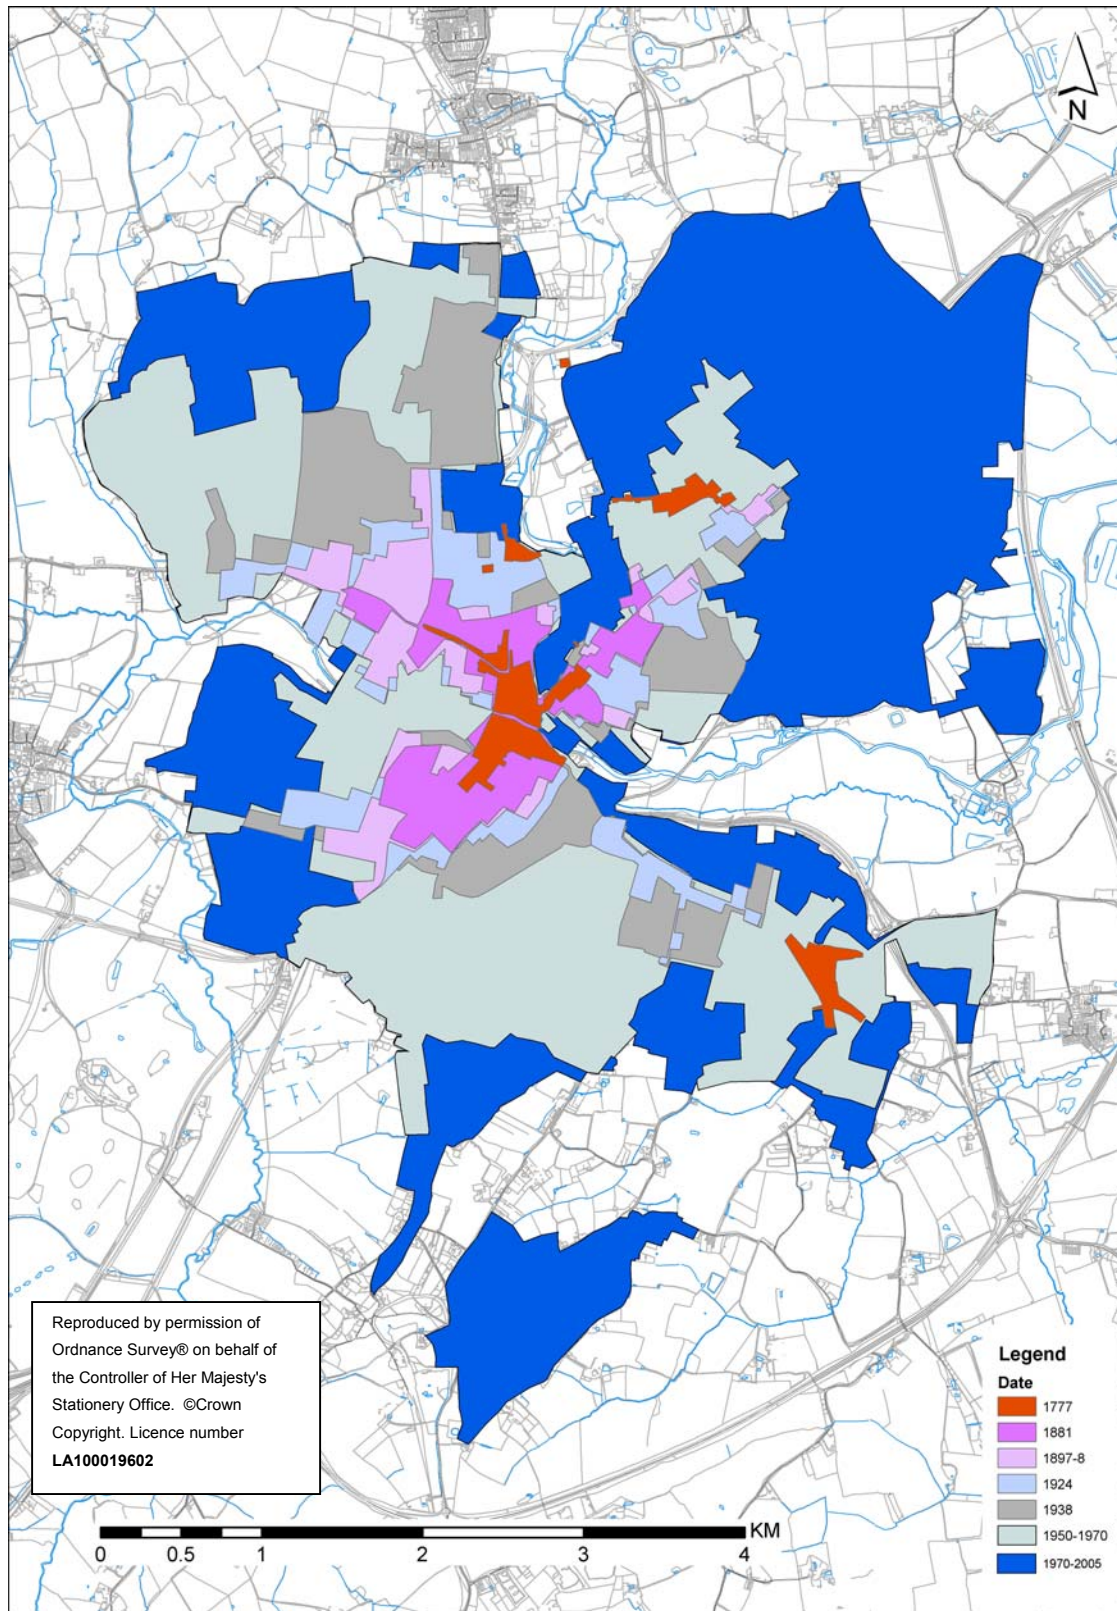 N
Reproduced by permission of
Ordnance Survey® on behalf of
the Controller of Her Majesty's
Stationery Office. ©Crown
Copyright. Licence number
LA100019602
Legend
Date
1777
1881
1897-8
1924
1938
1950-1970
1970-2005
KM
0 0.5 1 2 3 4